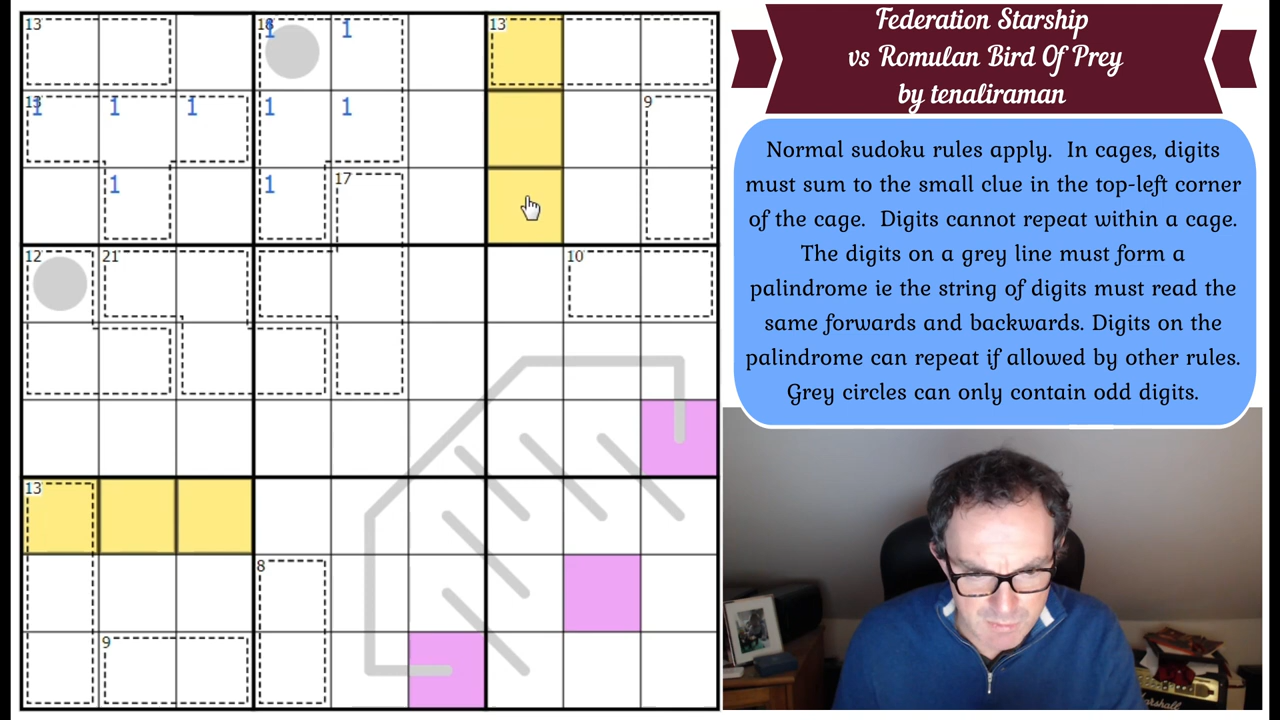 Federation Starship
vs Romulan Bird Of Prey
by tenaliraman
Normal sudoku rules apply. In cages, digits
must sum to the small clue in the top-left corner
of the cage. Digits cannot repeat within a cage.
The digits on a grey line must form a
palindrome ie the string of digits must read the
same forwards and backwards. Digits on the
palindrome can repeat if allowed by other rules.
Grey circles can only contain odd digits.
13 1 1 13
1 1 1 1 1 9
1 1 17
12 21 10
13
8
9
Marshall